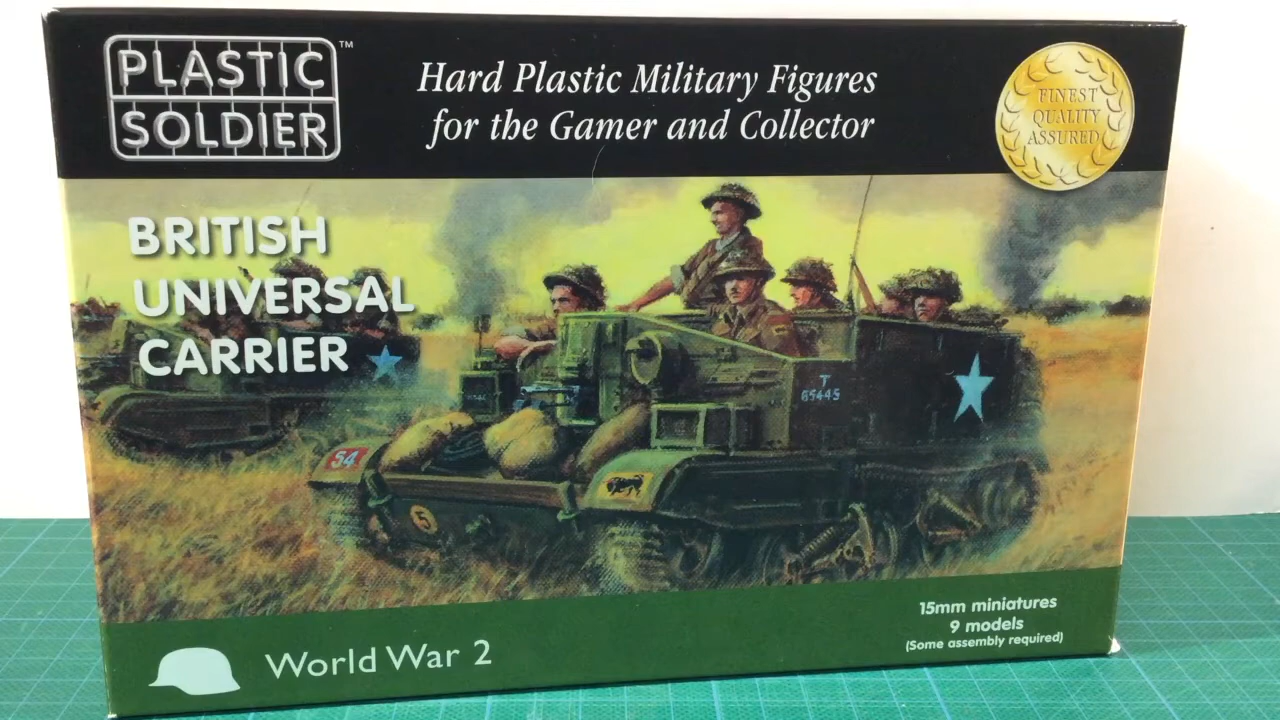 PLASTIC
SOLDIER
™
Hard Plastic Military Figures
for the Gamer and Collector
FINEST
QUALITY
ASSURED
BRITISH
UNIVERSAL
CARRIER
T
65445
54
5
15mm miniatures
9 models
(Some assembly required)
World War 2